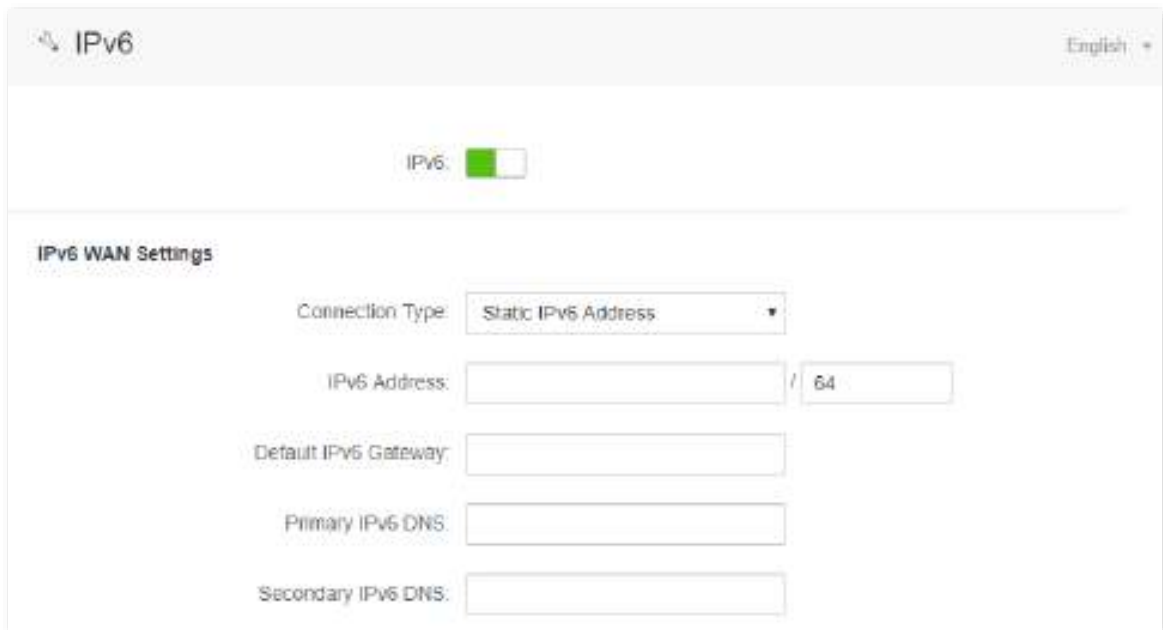 IPv6
English
IPv6:
IPv6 WAN Settings
Connection Type: Static IPv6 Address
IPv6 Address: / 64
Default IPv6 Gateway:
Primary IPv6 DNS:
Secondary IPv6 DNS: